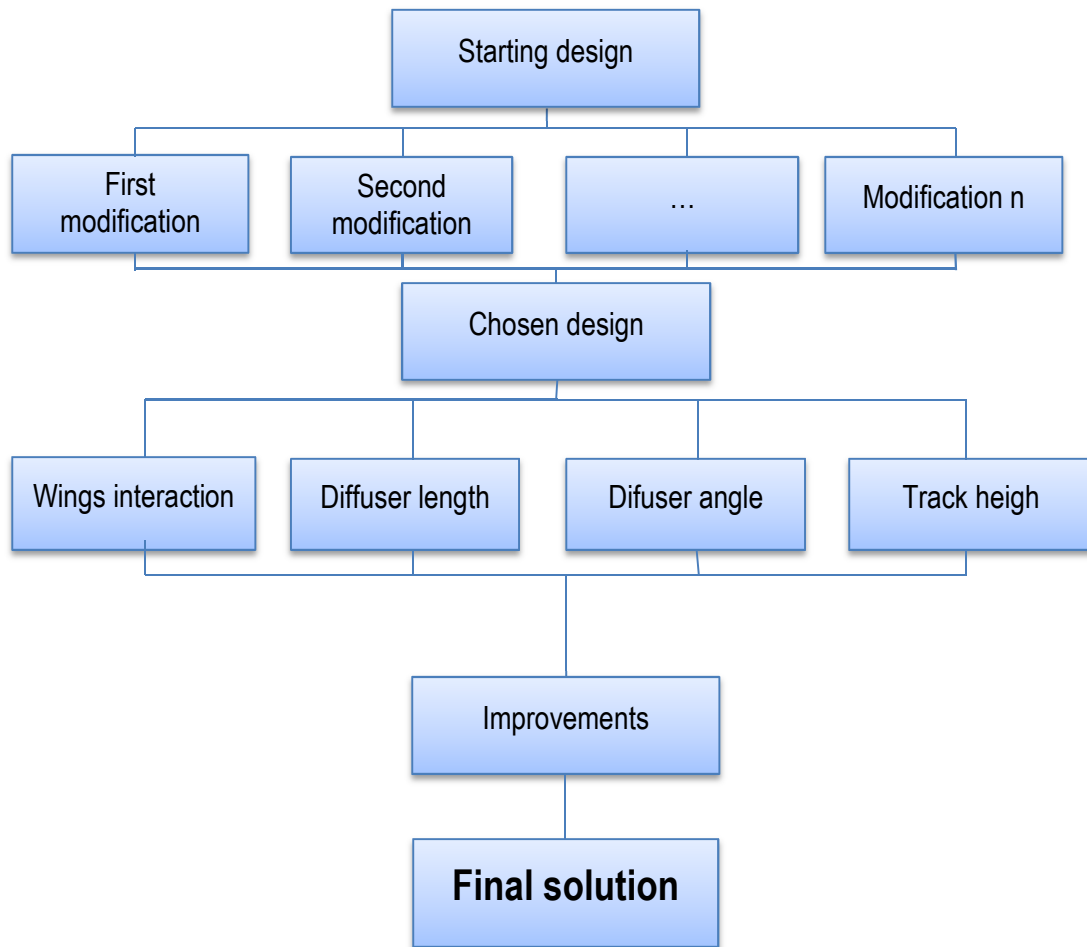 Starting design
First
modification
Second
modification
…
Modification n
Chosen design
Wings interaction
Diffuser length
Difuser angle
Track heigh
Improvements
Final solution